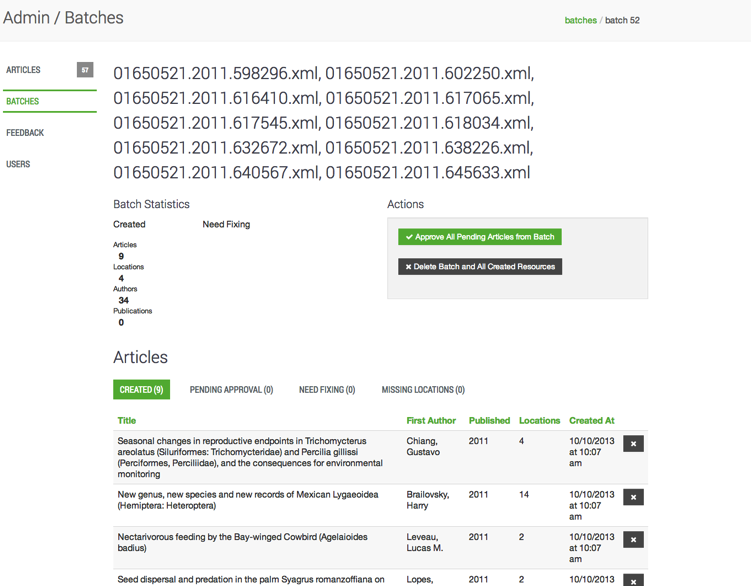 Admin / Batches
batches / batch 52
ARTICLES 57
BATCHES
FEEDBACK
USERS
01650521.2011.598296.xml, 01650521.2011.602250.xml,
01650521.2011.616410.xml, 01650521.2011.617065.xml,
01650521.2011.617545.xml, 01650521.2011.618034.xml,
01650521.2011.632672.xml, 01650521.2011.638226.xml,
01650521.2011.640567.xml, 01650521.2011.645633.xml
Batch Statistics
Created Need Fixing
Articles
9
Locations
4
Authors
34
Publications
0
Actions
✔ Approve All Pending Articles from Batch
✖ Delete Batch and All Created Resources
Articles
CREATED (9) PENDING APPROVAL (0) NEED FIXING (0) MISSING LOCATIONS (0)
Title First Author Published Locations Created At
Seasonal changes in reproductive endpoints in Trichomycterus
areolatus (Siluriformes: Trichomycteridae) and Percilia gillissi
(Perciformes, Perciliidae), and the consequences for environmental
monitoring
Chiang,
Gustavo
2011
4
10/10/2013
at 10:07
am
New genus, new species and new records of Mexican Lygaeoidea
(Hemiptera: Heteroptera)
Brailovsky,
Harry
2011
14
10/10/2013
at 10:07
am
Nectarivorous feeding by the Bay-winged Cowbird (Agelaioides
badius)
Leveau,
Lucas M.
2011
2
10/10/2013
at 10:07
am
Seed dispersal and predation in the palm Syagrus romanzoffiana on
Lopes,
2011
2
10/10/2013